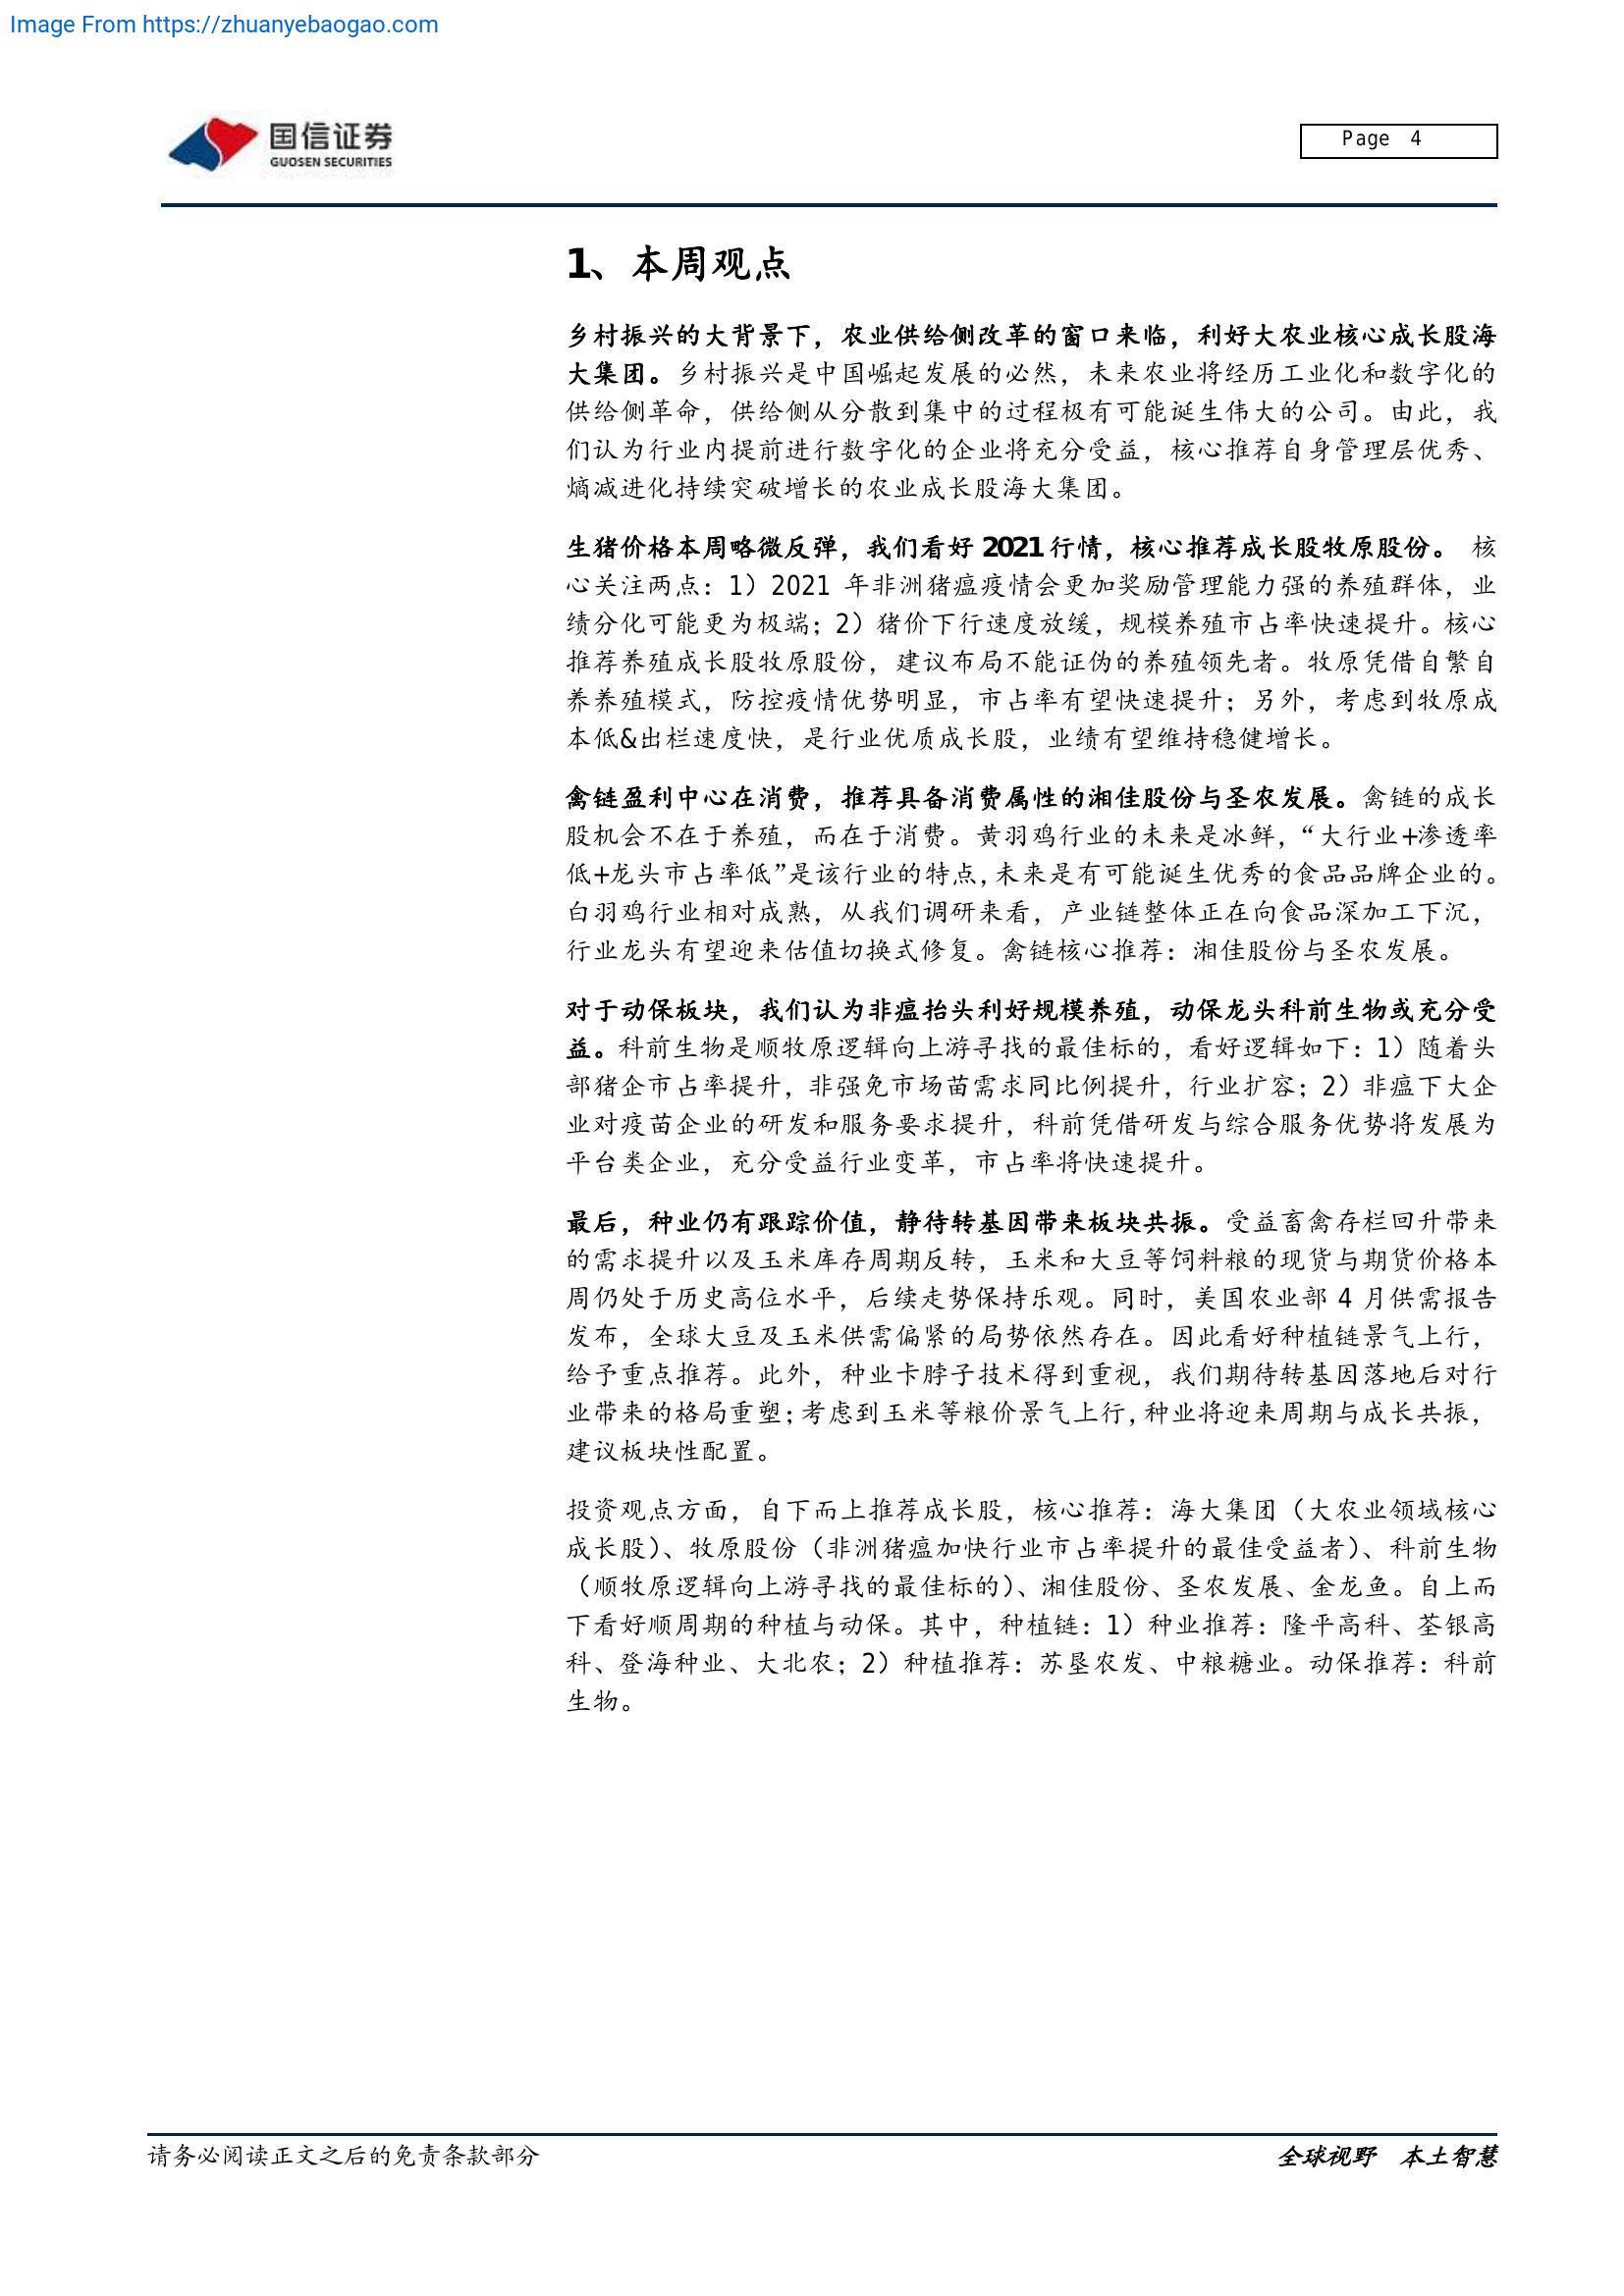 Image From https://zhuanyebaogao.com
国信证券
GUOSEN SECURITIES
Page 4
1、本周观点
乡村振兴的大背景下，农业供给侧改革的窗口来临，利好大农业核心成长股海
大集团。乡村振兴是中国崛起发展的必然，未来农业将经历工业化和数字化的
供给侧革命，供给侧从分散到集中的过程极有可能诞生伟大的公司。由此，我
们认为行业内提前进行数字化的企业将充分受益，核心推荐自身管理层优秀、
熵减进化持续突破增长的农业成长股海大集团。
生猪价格本周略微反弹，我们看好 2021 行情，核心推荐成长股牧原股份。 核
心关注两点：1）2021 年非洲猪瘟疫情会更加奖励管理能力强的养殖群体，业
绩分化可能更为极端；2）猪价下行速度放缓，规模养殖市占率快速提升。核心
推荐养殖成长股牧原股份，建议布局不能证伪的养殖领先者。牧原凭借自繁自
养养殖模式，防控疫情优势明显，市占率有望快速提升；另外，考虑到牧原成
本低&出栏速度快，是行业优质成长股，业绩有望维持稳健增长。
禽链盈利中心在消费，推荐具备消费属性的湘佳股份与圣农发展。禽链的成长
股机会不在于养殖，而在于消费。黄羽鸡行业的未来是冰鲜，“大行业+渗透率
低+龙头市占率低”是该行业的特点，未来是有可能诞生优秀的食品品牌企业的。
白羽鸡行业相对成熟，从我们调研来看，产业链整体正在向食品深加工下沉，
行业龙头有望迎来估值切换式修复。禽链核心推荐：湘佳股份与圣农发展。
对于动保板块，我们认为非瘟抬头利好规模养殖，动保龙头科前生物或充分受
益。科前生物是顺牧原逻辑向上游寻找的最佳标的，看好逻辑如下：1）随着头
部猪企市占率提升，非强免市场苗需求同比例提升，行业扩容；2）非瘟下大企
业对疫苗企业的研发和服务要求提升，科前凭借研发与综合服务优势将发展为
平台类企业，充分受益行业变革，市占率将快速提升。
最后，种业仍有跟踪价值，静待转基因带来板块共振。受益畜禽存栏回升带来
的需求提升以及玉米库存周期反转，玉米和大豆等饲料粮的现货与期货价格本
周仍处于历史高位水平，后续走势保持乐观。同时，美国农业部 4 月供需报告
发布，全球大豆及玉米供需偏紧的局势依然存在。因此看好种植链景气上行，
给予重点推荐。此外，种业卡脖子技术得到重视，我们期待转基因落地后对行
业带来的格局重塑；考虑到玉米等粮价景气上行，种业将迎来周期与成长共振，
建议板块性配置。
投资观点方面，自下而上推荐成长股，核心推荐：海大集团（大农业领域核心
成长股）、牧原股份（非洲猪瘟加快行业市占率提升的最佳受益者）、科前生物
（顺牧原逻辑向上游寻找的最佳标的）、湘佳股份、圣农发展、金龙鱼。自上而
下看好顺周期的种植与动保。其中，种植链：1）种业推荐：隆平高科、荃银高
科、登海种业、大北农；2）种植推荐：苏垦农发、中粮糖业。动保推荐：科前
生物。
请务必阅读正文之后的免责条款部分
全球视野 本土智慧